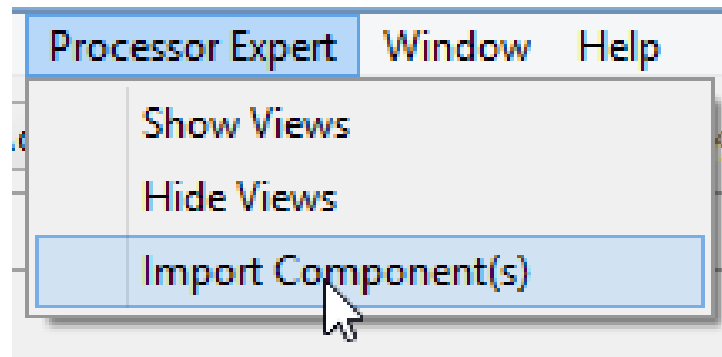 Processor Expert Window Help
Show Views
Hide Views
Import Component(s)